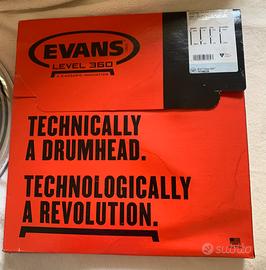 EVANS
LEVEL 360
TECHNICALLY
A DRUMHEAD.
TECHNOLOGICALLY
A REVOLUTION.
subito